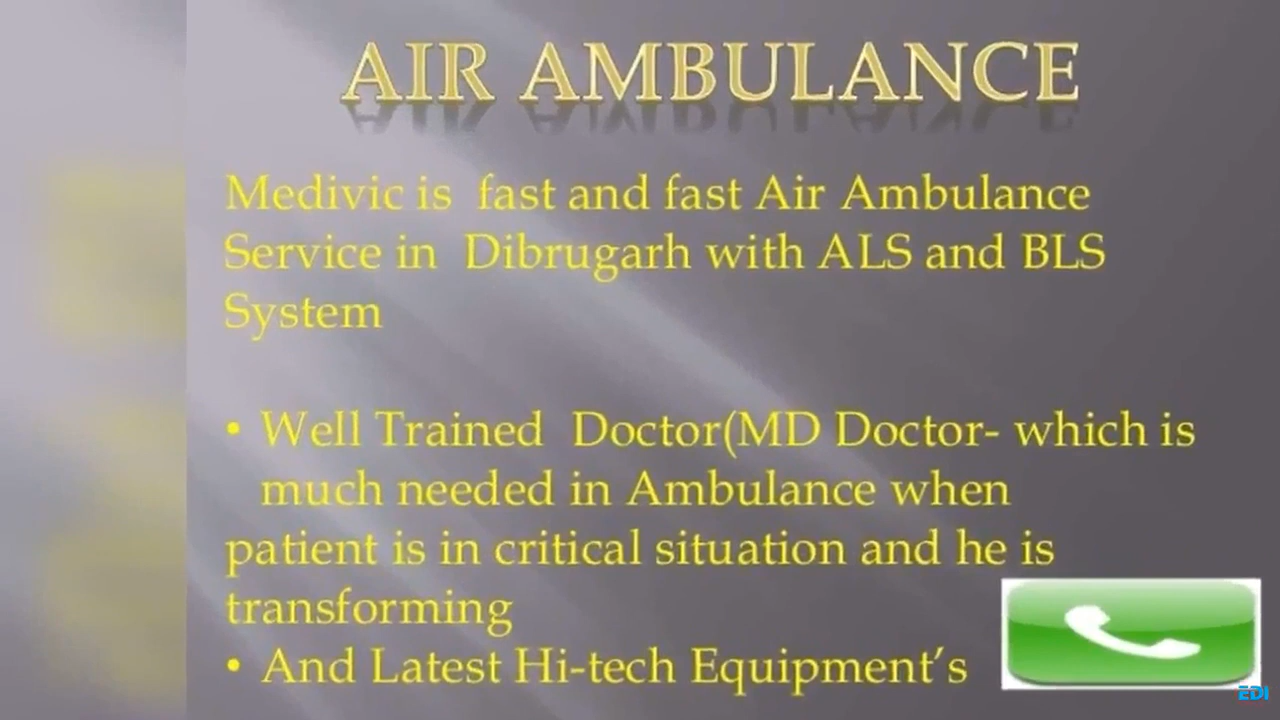 AIR AMBULANCE
Medivic is fast and fast Air Ambulance
Service in Dibrugarh with ALS and BLS
System
• Well Trained Doctor(MD Doctor- which is
much needed in Ambulance when
patient is in critical situation and he is
transforming
• And Latest Hi-tech Equipment’s
EDI